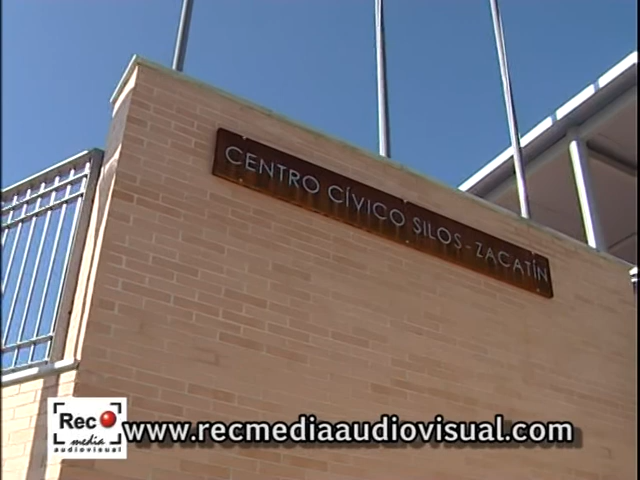 CENTRO CÍVICO SILOS - ZACATÍN
Rec
media
audiovisual
www.recmediaaudiovisual.com